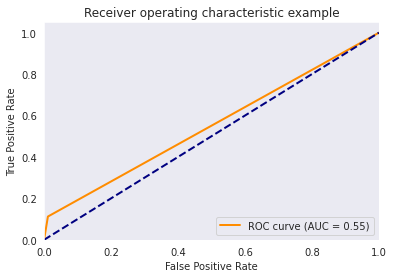 Receiver operating characteristic example
True Positive Rate
1.0
0.8
0.6
0.4
0.2
0.0
0.0 0.2 0.4 0.6 0.8 1.0
False Positive Rate
ROC curve (AUC = 0.55)